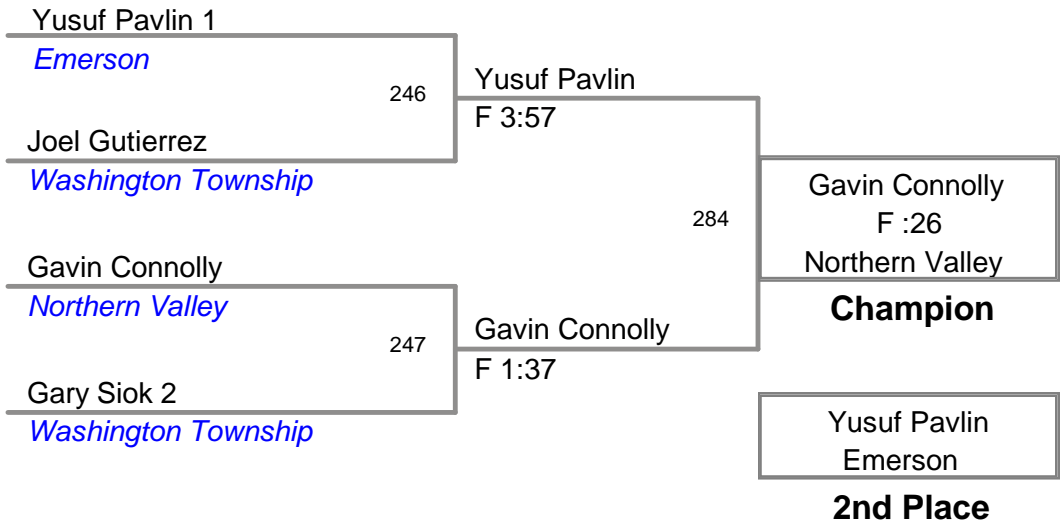 Yusuf Pavlin 1
Emerson
246
Yusuf Pavlin
F 3:57
Joel Gutierrez
Washington Township
284
Gavin Connolly
F :26
Northern Valley
Champion
Gavin Connolly
Northern Valley
247
Gavin Connolly
F 1:37
Gary Siok 2
Washington Township
Yusuf Pavlin
Emerson
2nd Place